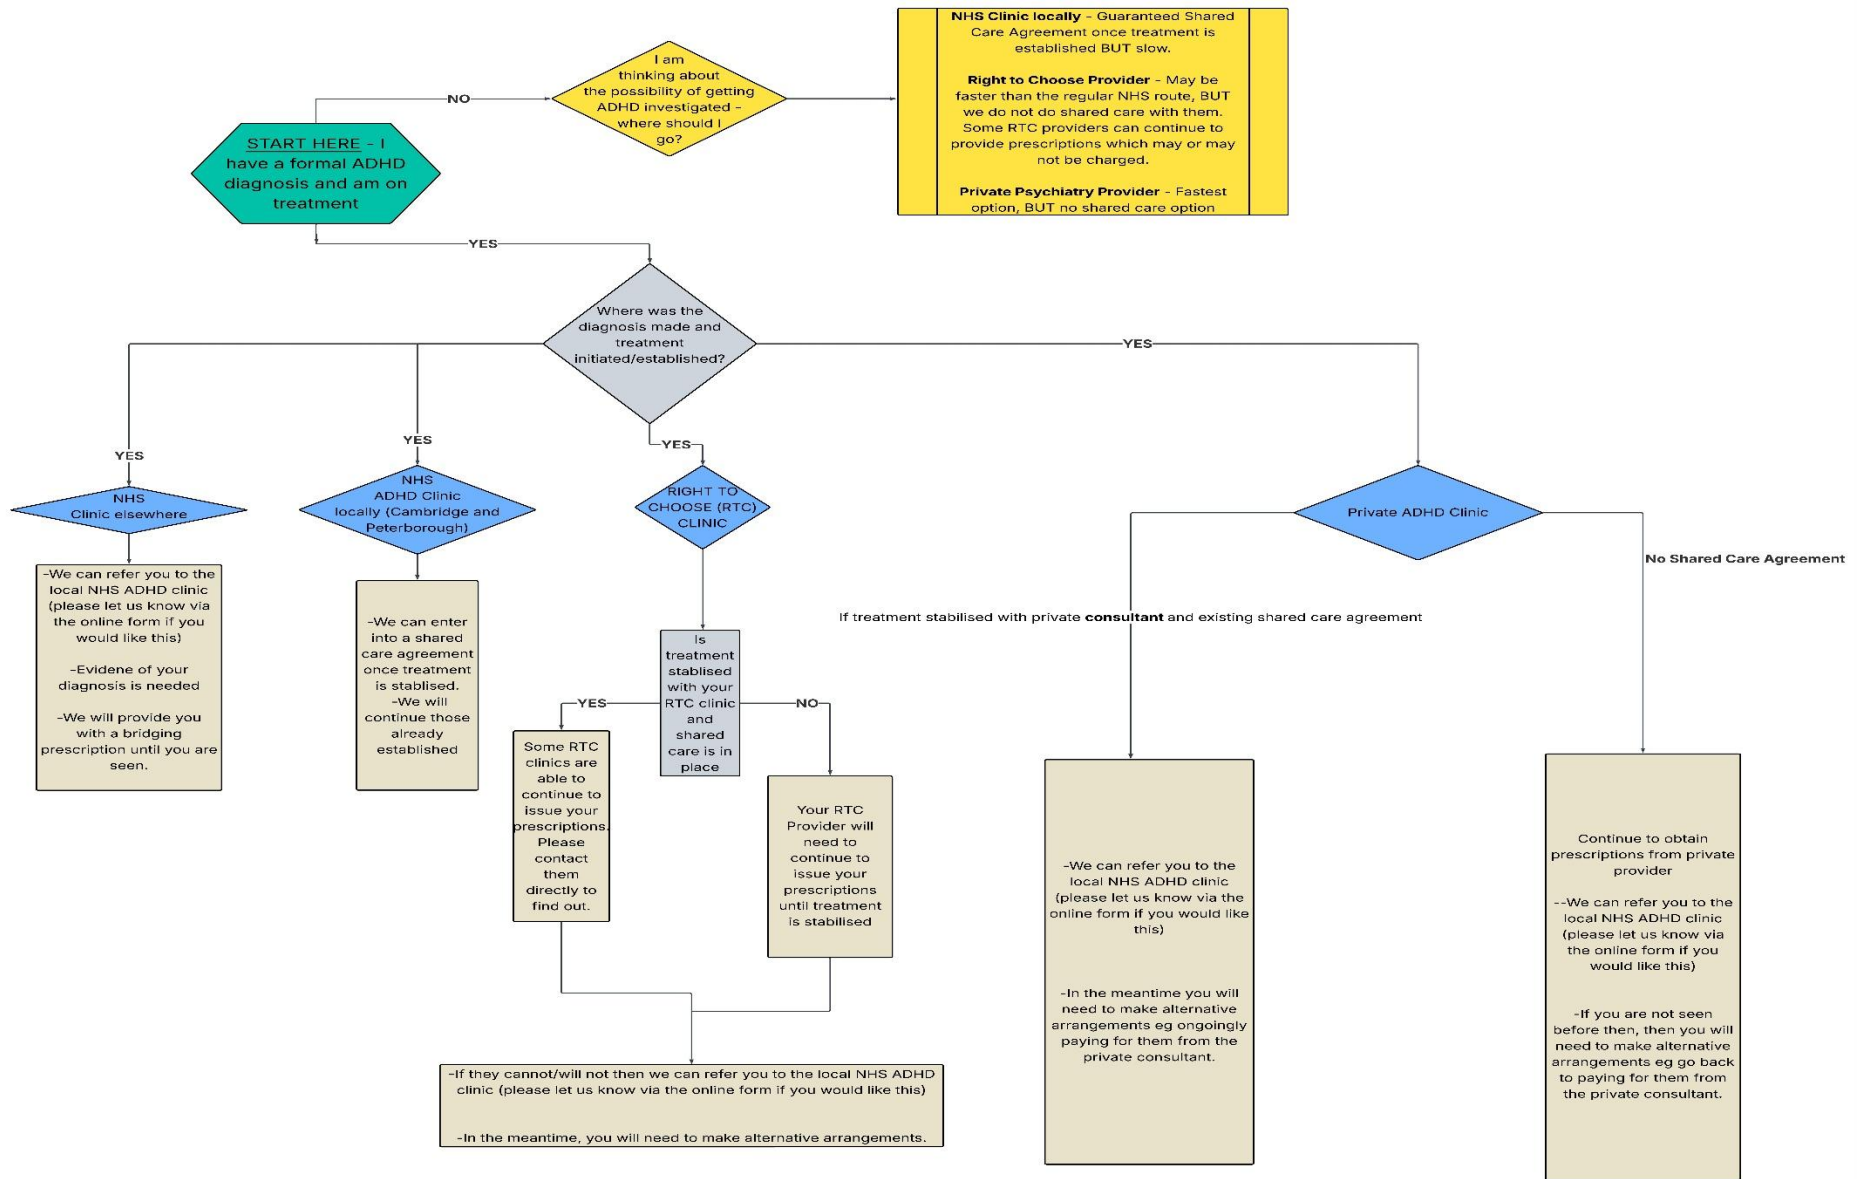 NHS Clinic locally - Guaranteed Shared
Care Agreement once treatment is
established BUT slow.
Right to Choose Provider - May be
faster than the regular NHS route, BUT
we do not do shared care with them.
Some RTC providers can continue to
provide prescriptions which may or may
not be charged.
Private Psychiatry Provider - Fastest
option, BUT no shared care option
I am
thinking about
the possibility of getting
ADHD investigated -
where should I
go?
NO
START HERE - I
have a formal ADHD
diagnosis and am on
treatment
YES
Where was the
diagnosis made and
treatment
initiated/established?
YES
YES
YES
YES
NHS
Clinic elsewhere
NHS
ADHD Clinic
locally (Cambridge and
Peterborough)
RIGHT TO
CHOOSE (RTC)
CLINIC
Private ADHD Clinic
No Shared Care Agreement
If treatment stabilised with private consultant and existing shared care agreement
-We can refer you to the
local NHS ADHD clinic
(please let us know via
the online form if you
would like this)
-Evidene of your
diagnosis is needed
-We will provide you
with a bridging
prescription until you are
seen.
-We can enter
into a shared
care agreement
once treatment
is stablised.
-We will
continue those
already
established
Is
treatment
stablised
with your
RTC clinic
and
shared
care is in
place
YES
NO
Some RTC
clinics are
able to
continue to
issue your
prescriptions.
Please
contact
them
directly to
find out.
Your RTC
Provider will
need to
continue to
issue your
prescriptions
until treatment
is stabilised
-If they cannot/will not then we can refer you to the local NHS ADHD
clinic (please let us know via the online form if you would like this)
-In the meantime, you will need to make alternative arrangements.
-We can refer you to the
local NHS ADHD clinic
(please let us know via the
online form if you would like
this)
-In the meantime you will
need to make alternative
arrangements eg ongoingly
paying for them from the
private consultant.
Continue to obtain
prescriptions from private
provider
--We can refer you to the
local NHS ADHD clinic
(please let us know via
the online form if you
would like this)
-If you are not seen
before then, then you will
need to make alternative
arrangements eg go back
to paying for them from
the private consultant.